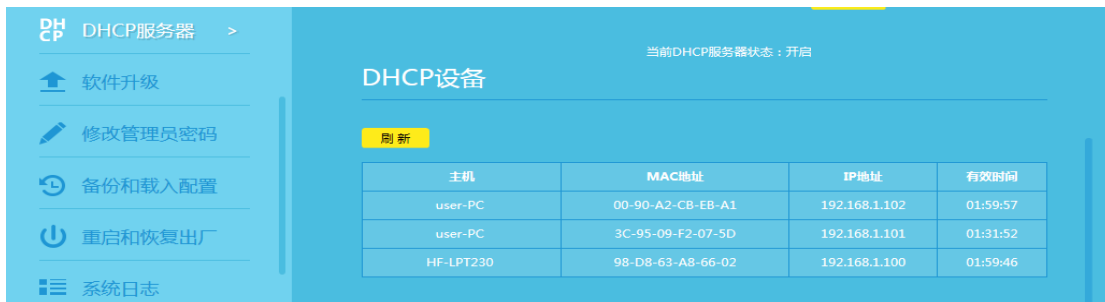 DHCP DHCP服务器 >
软件升级
修改管理员密码
备份和载入配置
重启和恢复出厂
系统日志
当前DHCP服务器状态：开启
DHCP设备
刷 新
主机 MAC地址 IP地址 有效时间
user-PC 00-90-A2-CB-EB-A1 192.168.1.102 01:59:57
user-PC 3C-95-09-F2-07-5D 192.168.1.101 01:31:52
HF-LPT230 98-D8-63-A8-66-02 192.168.1.100 01:59:46